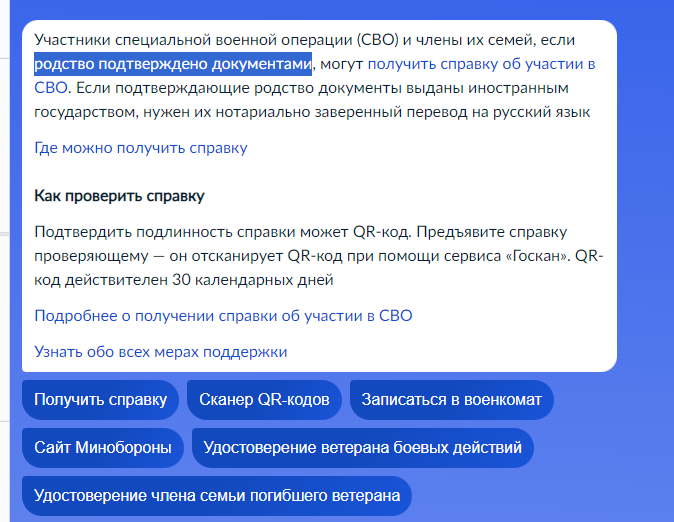 Участники специальной военной операции (СВО) и члены их семей, если
родство подтверждено документами, могут получить справку об участии в
СВО. Если подтверждающие родство документы выданы иностранным
государством, нужен их нотариально заверенный перевод на русский язык
Где можно получить справку
Как проверить справку
Подтвердить подлинность справки может QR-код. Предъявите справку
проверяющему — он отсканирует QR-код при помощи сервиса «Госкан». QR-
код действителен 30 календарных дней
Подробнее о получении справки об участии в СВО
Узнать обо всех мерах поддержки
Получить справку
Сканер QR-кодов
Записаться в военкомат
Сайт Минобороны
Удостоверение ветерана боевых действий
Удостоверение члена семьи погибшего ветерана